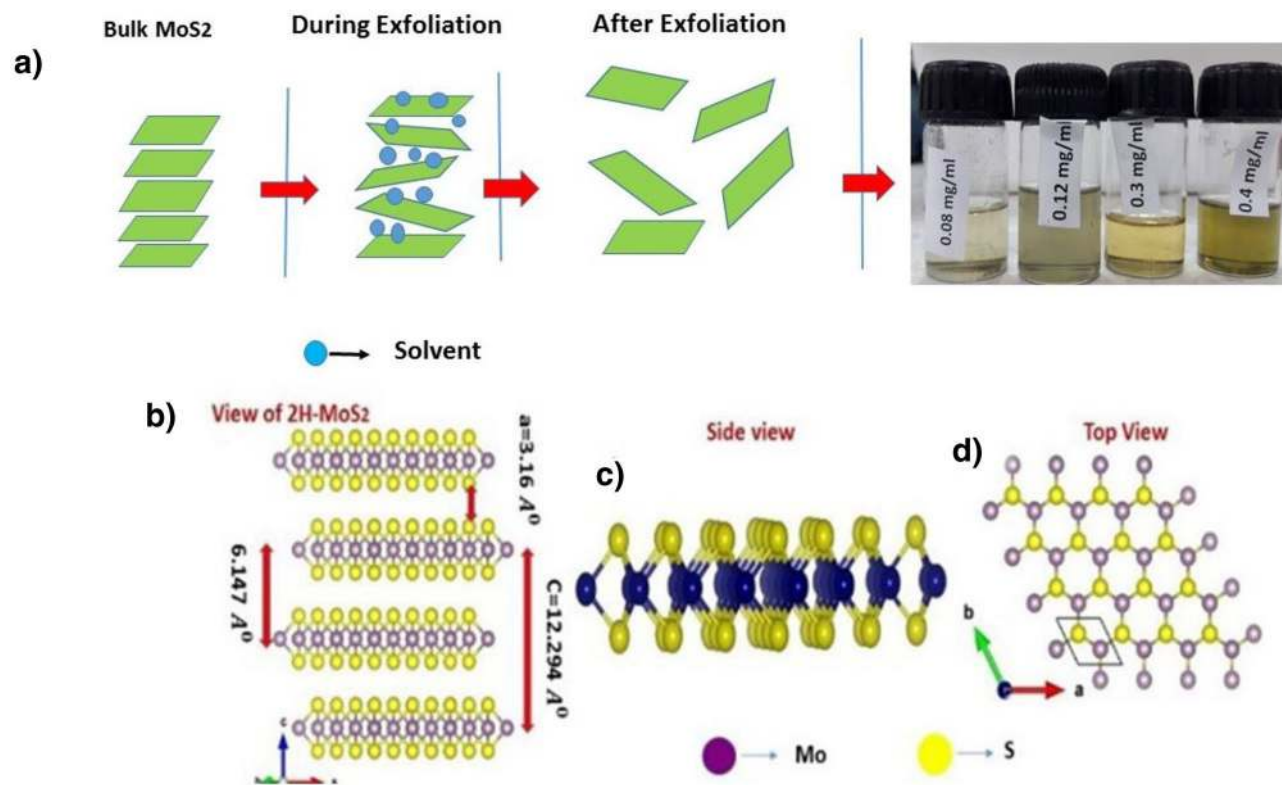 Bulk MoS2
During Exfoliation
After Exfoliation
a)
0.08 mg/ml
0.12 mg/ml
0.3 mg/ml
0.4 mg/ml
Solvent
b)
View of 2H-MoS2
a=3.16 A⁰
6.147 A⁰
C=12.294 A⁰
c
Side view
c)
Top View
d)
b
a
Mo
S